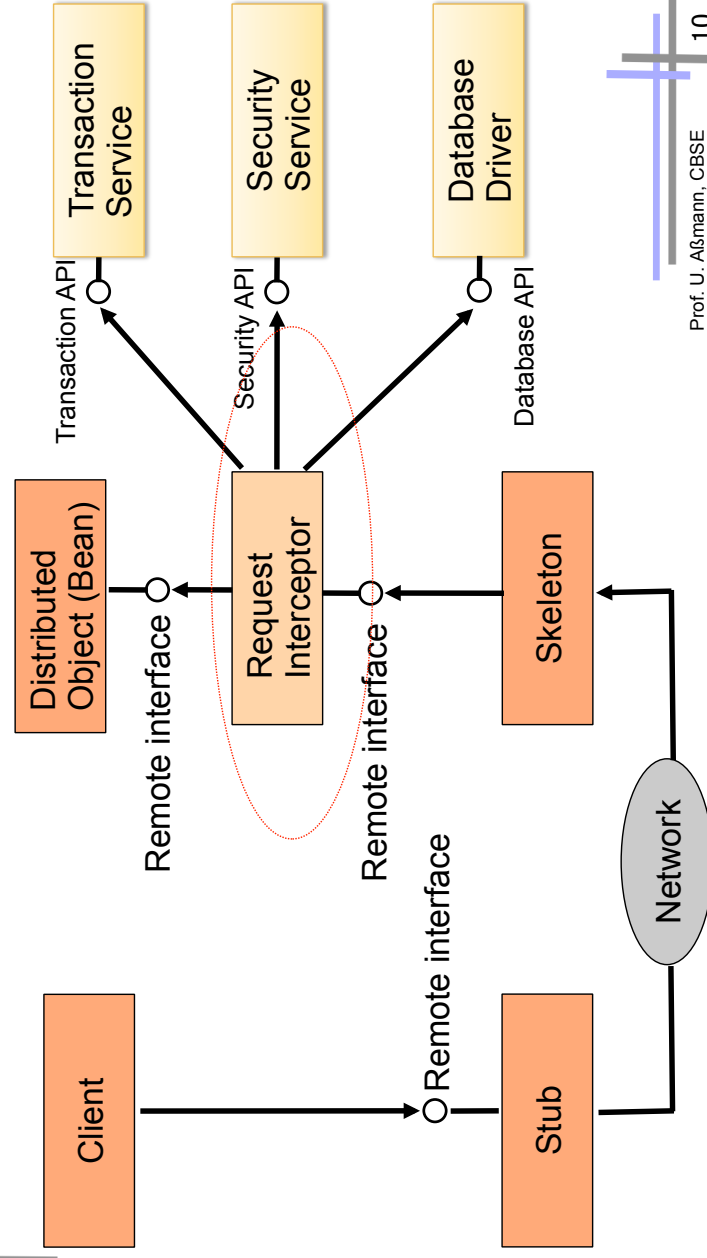 Client
Remote interface
Stub
Network
Distributed
Object (Bean)
Remote interface
Request
Interceptor
Remote interface
Skeleton
Transaction API
Transaction
Service
Security API
Security
Service
Database API
Database
Driver
Prof. U. Aßmann, CBSE
10